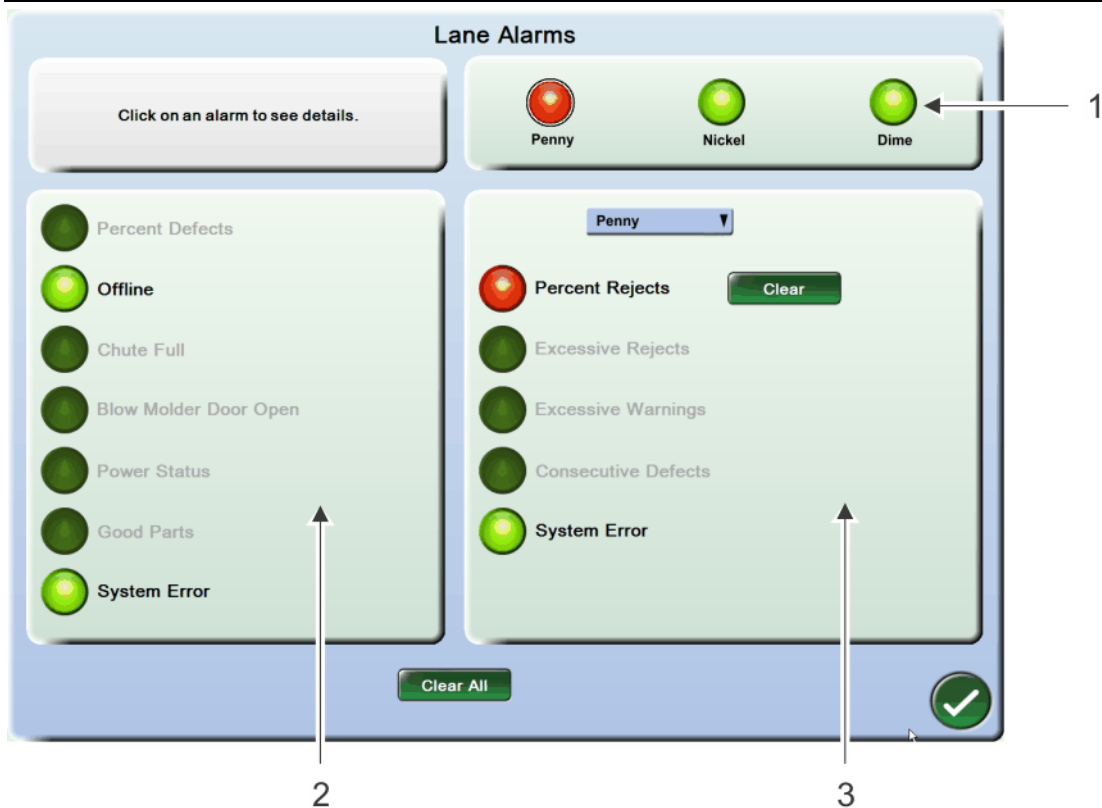 Lane Alarms
Click on an alarm to see details.
Penny
Nickel
Dime
1
Percent Defects
Offline
Chute Full
Blow Molder Door Open
Power Status
Good Parts
System Error
Penny
Percent Rejects
Clear
Excessive Rejects
Excessive Warnings
Consecutive Defects
System Error
Clear All
2
3